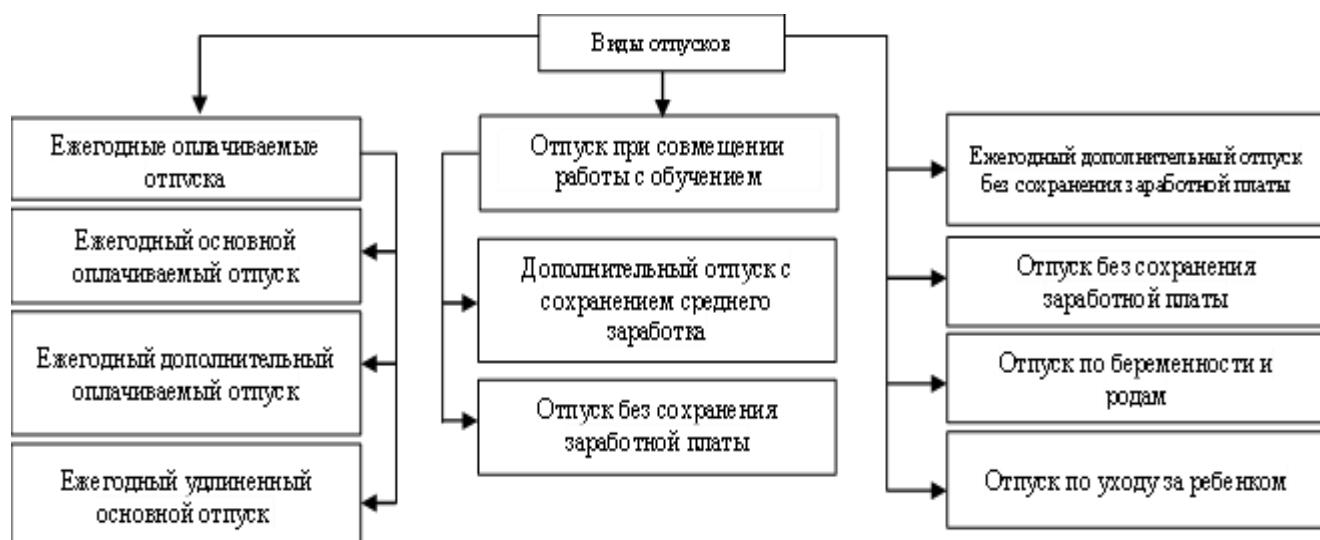 Виды отпусков
Ежегодные оплачиваемые
отпуска
Ежегодный основной
оплачиваемый отпуск
Ежегодный дополнительный
оплачиваемый отпуск
Ежегодный удлиненный
основной отпуск
Отпуск при совмещении
работы с обучением
Дополнительный отпуск с
сохранением среднего
заработка
Отпуск без сохранения
заработной платы
Ежегодный дополнительный отпуск
без сохранения заработной платы
Отпуск без сохранения
заработной платы
Отпуск по беременности и
родам
Отпуск по уходу за ребенком